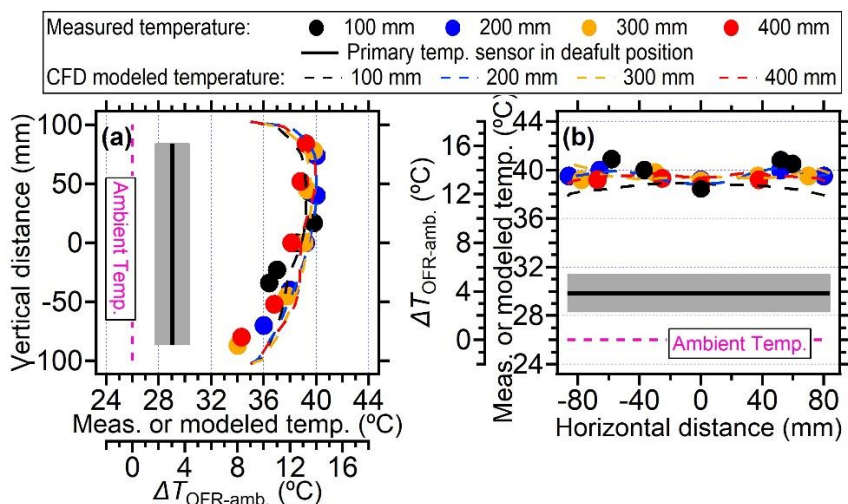 Measured temperature: 100 mm 200 mm 300 mm 400 mm
Primary temp. sensor in deafult position
CFD modeled temperature: 100 mm 200 mm 300 mm 400 mm
(a)
Vertical distance (mm)
100
50
0
-50
-100
Ambient Temp.
24 28 32 36 40 44
Meas. or modeled temp. (ºC)
0 4 8 12 16
ΔT_OFR-amb. (ºC)
(b)
ΔT_OFR-amb. (ºC)
16
12
8
4
0
Meas. or modeled temp. (ºC)
44
40
36
32
28
24
Ambient Temp.
-80 -40 0 40 80
Horizontal distance (mm)